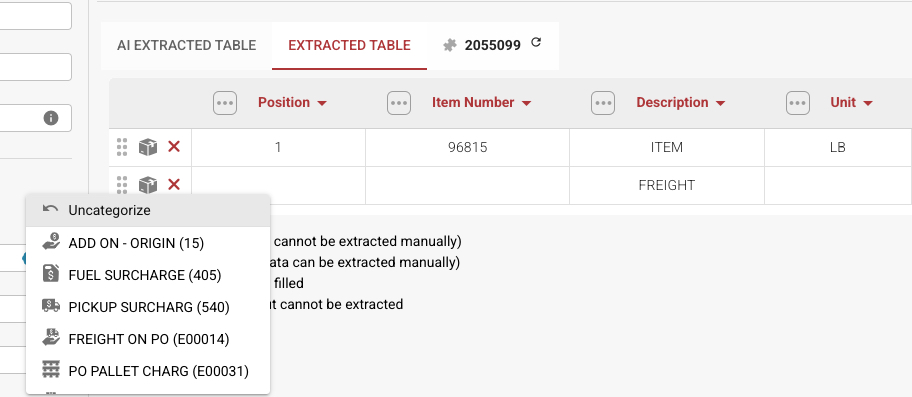 AI EXTRACTED TABLE EXTRACTED TABLE 2055099
Position Item Number Description Unit
1 96815 ITEM LB
FREIGHT
Uncategorize
ADD ON - ORIGIN (15)
FUEL SURCHARGE (405)
PICKUP SURCHARG (540)
FREIGHT ON PO (E00014)
PO PALLET CHARG (E00031)
cannot be extracted manually)
ata can be extracted manually)
filled
cannot be extracted